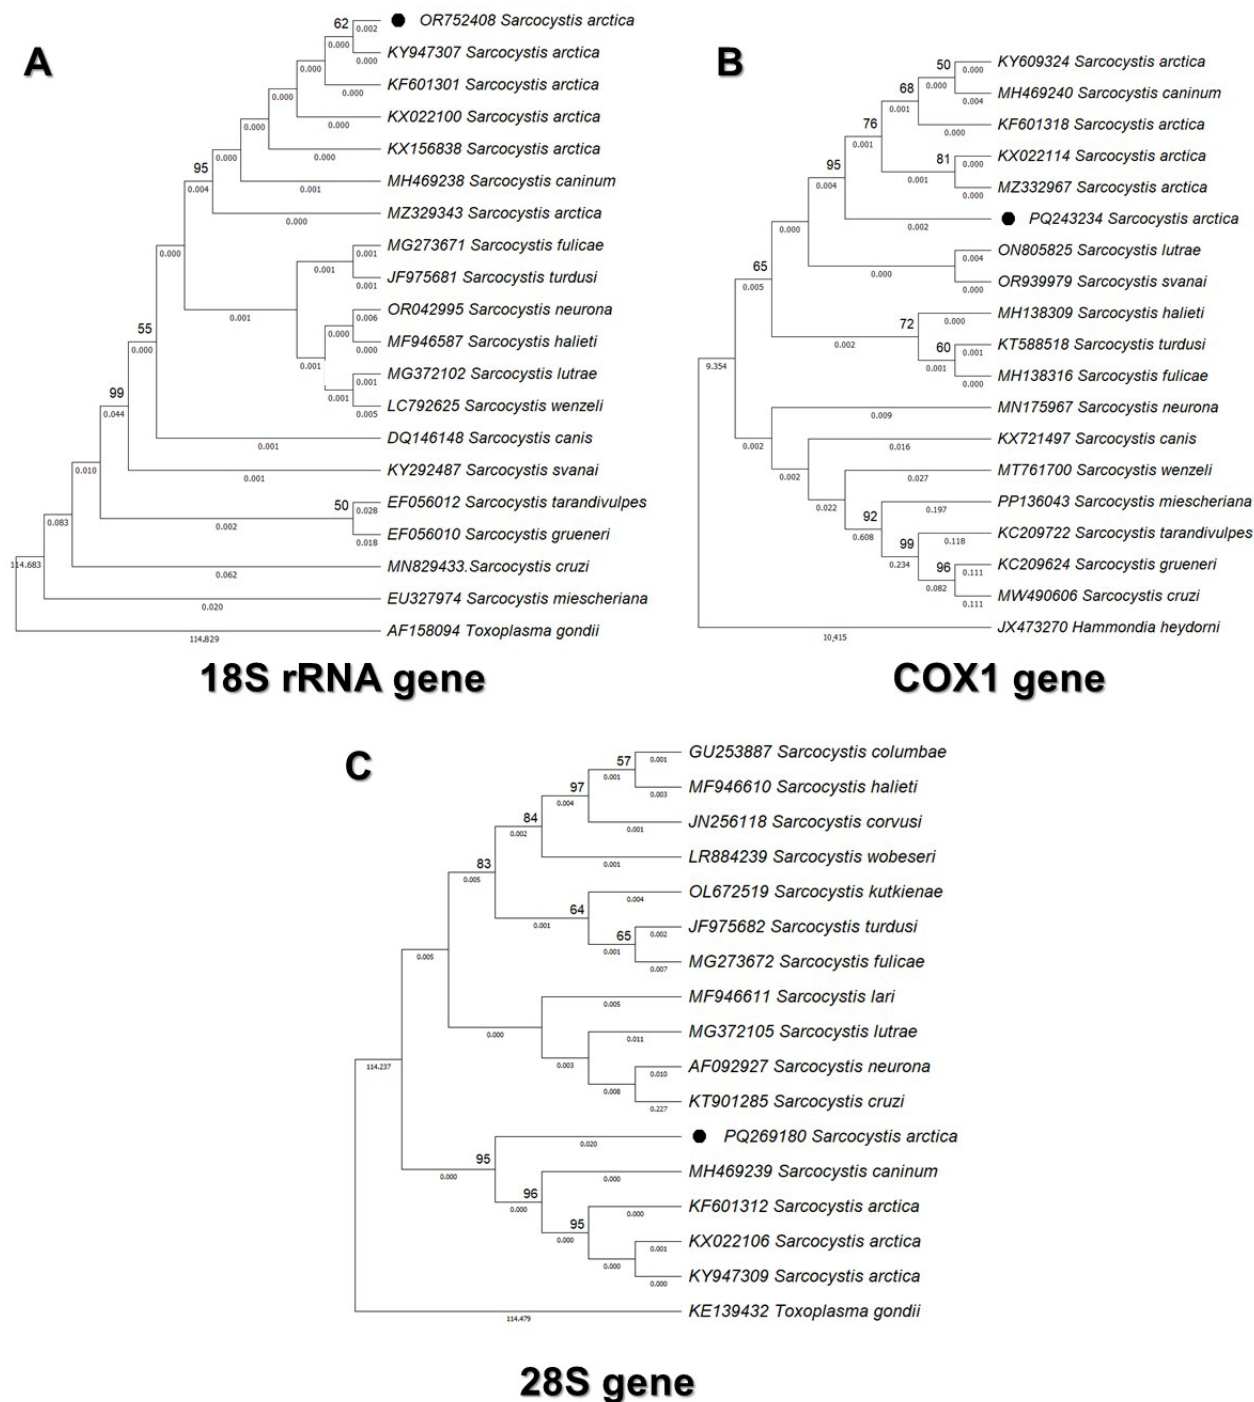 A
62
0.002
OR752408 Sarcocystis arctica
0.000
KY947307 Sarcocystis arctica
0.000
0.000
KF601301 Sarcocystis arctica
0.000
0.000
KX022100 Sarcocystis arctica
0.000
0.000
KX156838 Sarcocystis arctica
0.000
95
0.000
MH469238 Sarcocystis caninum
0.001
0.004
MZ329343 Sarcocystis arctica
0.000
MG273671 Sarcocystis fulicae
0.001
0.000
0.001
JF975681 Sarcocystis turdusi
0.001
OR042995 Sarcocystis neurona
0.006
0.001
0.000
MF946587 Sarcocystis halieti
0.000
55
0.000
0.001
MG372102 Sarcocystis lutrae
0.001
0.001
LC792625 Sarcocystis wenzeli
0.005
99
0.044
DQ146148 Sarcocystis canis
0.001
0.010
KY292487 Sarcocystis svanai
0.001
50
EF056012 Sarcocystis tarandivulpes
0.028
0.083
0.002
EF056010 Sarcocystis grueneri
0.018
114.683
MN829433.Sarcocystis cruzi
0.062
EU327974 Sarcocystis miescheriana
0.020
AF158094 Toxoplasma gondii
114.829
18S rRNA gene
B
50
KY609324 Sarcocystis arctica
0.000
68
0.000
MH469240 Sarcocystis caninum
0.004
76
0.001
KF601318 Sarcocystis arctica
0.000
0.001
81
KX022114 Sarcocystis arctica
0.000
95
0.001
MZ332967 Sarcocystis arctica
0.000
0.004
PQ243234 Sarcocystis arctica
0.002
0.000
ON805825 Sarcocystis lutrae
0.004
65
0.000
OR939979 Sarcocystis svanai
0.000
0.005
MH138309 Sarcocystis halieti
0.000
72
KT588518 Sarcocystis turdusi
0.001
0.002
60
0.001
MH138316 Sarcocystis fulicae
0.000
9.354
MN175967 Sarcocystis neurona
0.009
0.002
KX721497 Sarcocystis canis
0.016
0.002
MT761700 Sarcocystis wenzeli
0.027
0.022
PP136043 Sarcocystis miescheriana
0.197
92
0.608
KC209722 Sarcocystis tarandivulpes
0.118
99
0.234
KC209624 Sarcocystis grueneri
0.111
96
0.082
MW490606 Sarcocystis cruzi
0.111
JX473270 Hammondia heydorni
10.415
COX1 gene
C
57
GU253887 Sarcocystis columbae
0.001
97
0.001
MF946610 Sarcocystis halieti
0.003
84
0.004
JN256118 Sarcocystis corvusi
0.001
0.002
LR884239 Sarcocystis wobeseri
0.001
83
0.005
OL672519 Sarcocystis kutkienae
0.004
64
0.001
JF975682 Sarcocystis turdusi
0.002
65
0.001
MG273672 Sarcocystis fulicae
0.007
0.005
MF946611 Sarcocystis lari
0.005
0.000
MG372105 Sarcocystis lutrae
0.011
0.003
AF092927 Sarcocystis neurona
0.010
0.008
KT901285 Sarcocystis cruzi
0.227
114.237
PQ269180 Sarcocystis arctica
0.020
95
0.000
MH469239 Sarcocystis caninum
0.000
96
0.000
KF601312 Sarcocystis arctica
0.000
95
0.000
KX022106 Sarcocystis arctica
0.001
0.000
KY947309 Sarcocystis arctica
0.000
KE139432 Toxoplasma gondii
114.479
28S gene